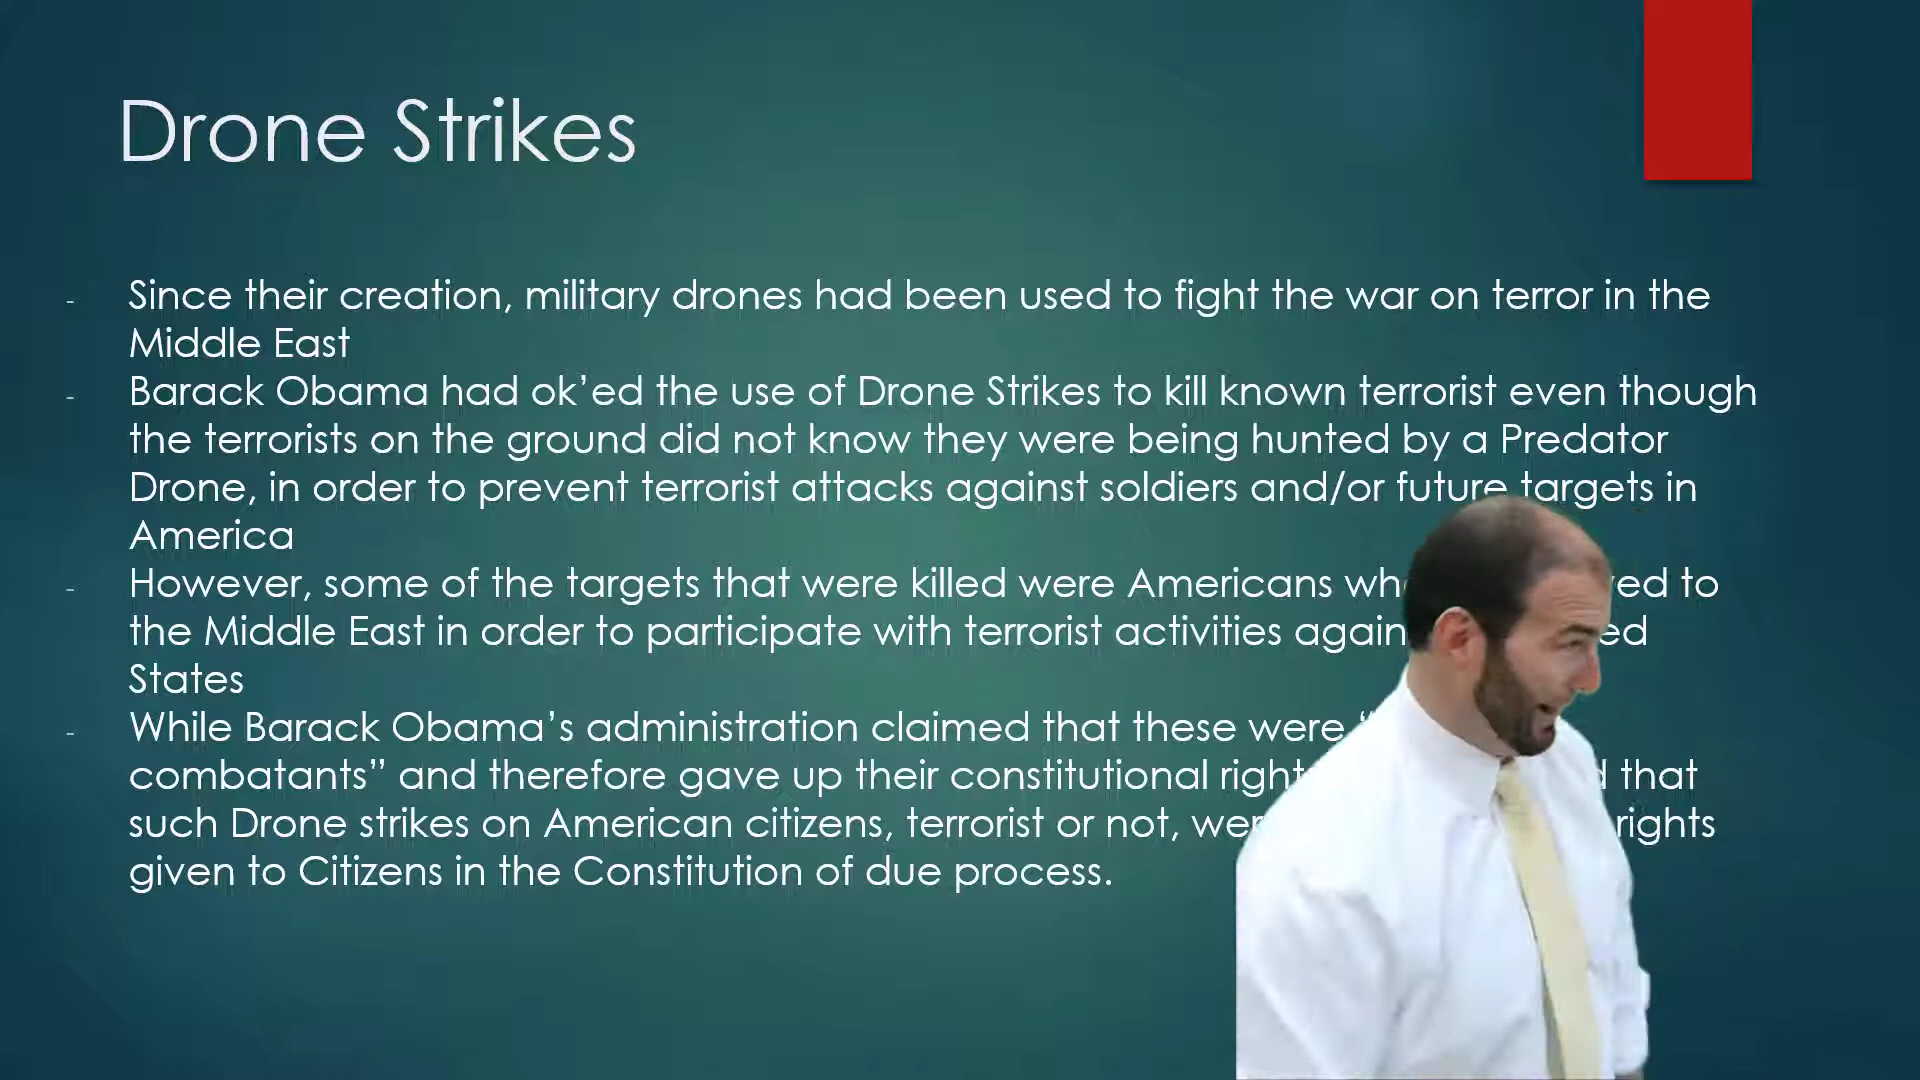 Drone Strikes
- Since their creation, military drones had been used to fight the war on terror in the
Middle East
- Barack Obama had ok’ed the use of Drone Strikes to kill known terrorist even though
the terrorists on the ground did not know they were being hunted by a Predator
Drone, in order to prevent terrorist attacks against soldiers and/or future targets in
America
- However, some of the targets that were killed were Americans to
the Middle East in order to participate with terrorist activities
States
- While Barack Obama’s administration claimed that these were
combatants” and therefore gave up their constitutional that
such Drone strikes on American citizens, terrorist or not, rights
given to Citizens in the Constitution of due process.